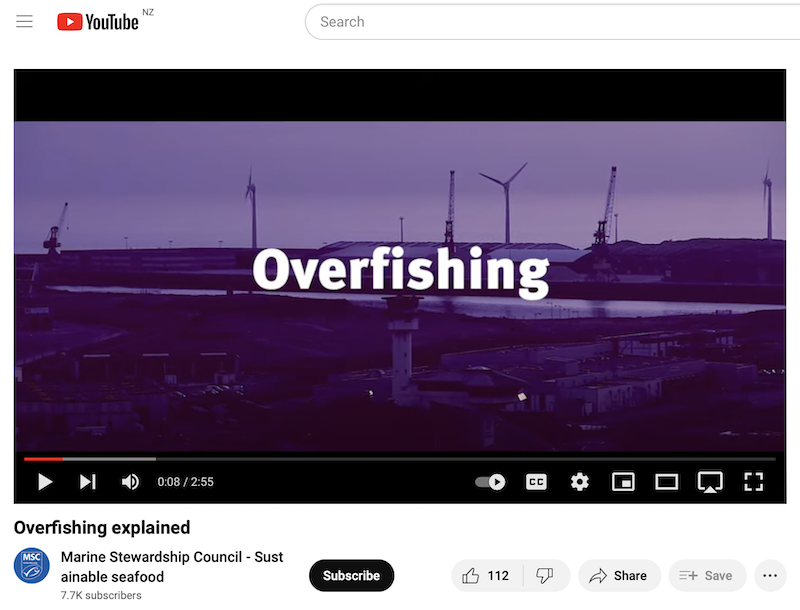 YouTube NZ
Search
Overfishing
0:08 / 2:55
CC
Overfishing explained
MSC
Marine Stewardship Council - Sust
ainable seafood
7.7K subscribers
Subscribe
112
Share
Save